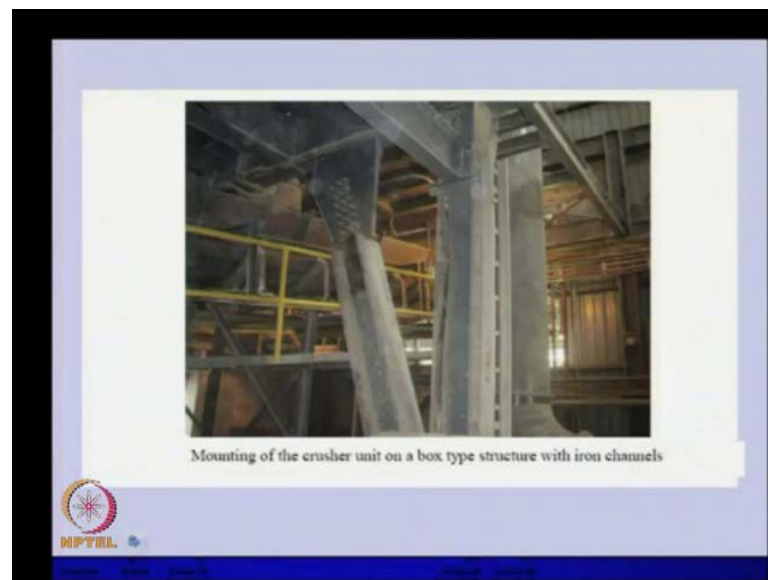 Mounting of the crusher unit on a box type structure with iron channels
NPTEL